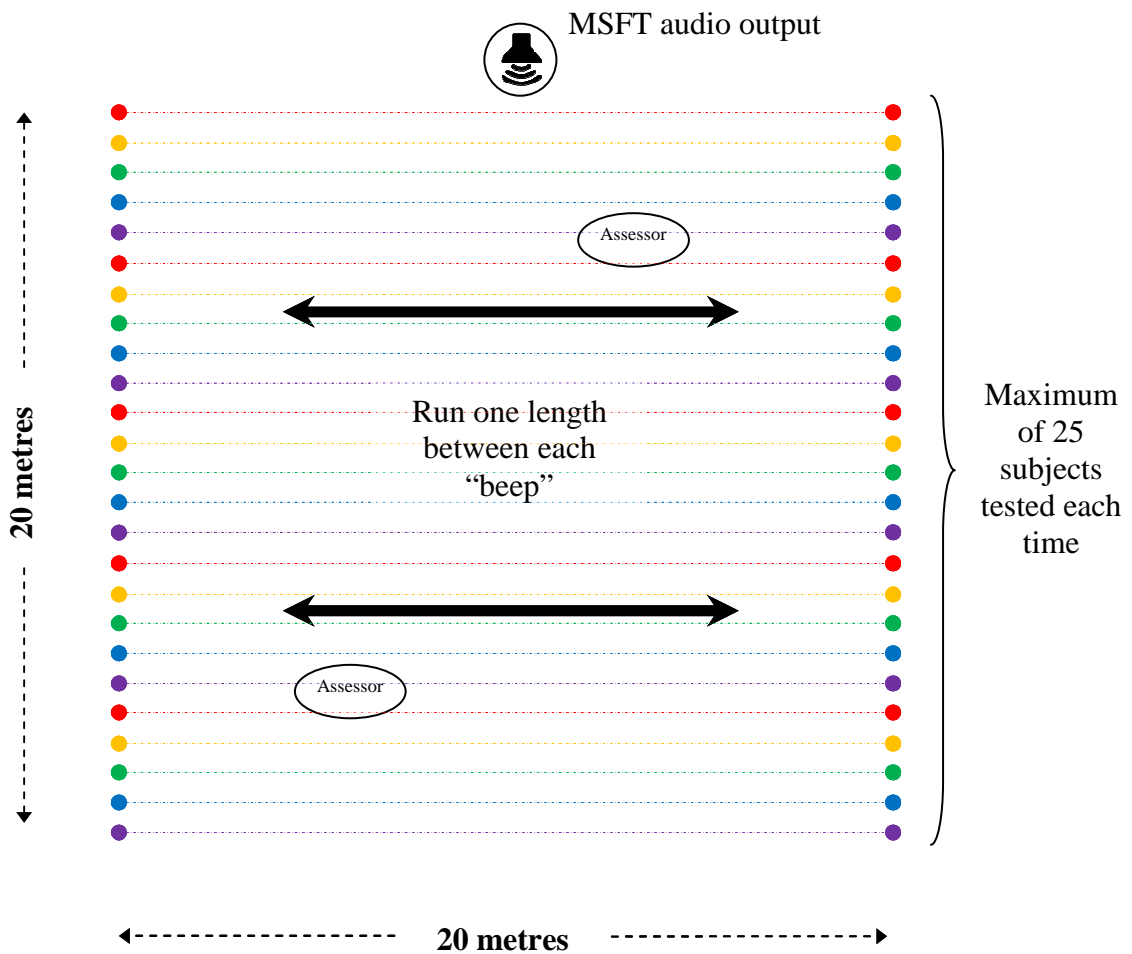 MSFT audio output
Assessor
20 metres
Run one length
between each
“beep”
Maximum
of 25
subjects
tested each
time
Assessor
20 metres